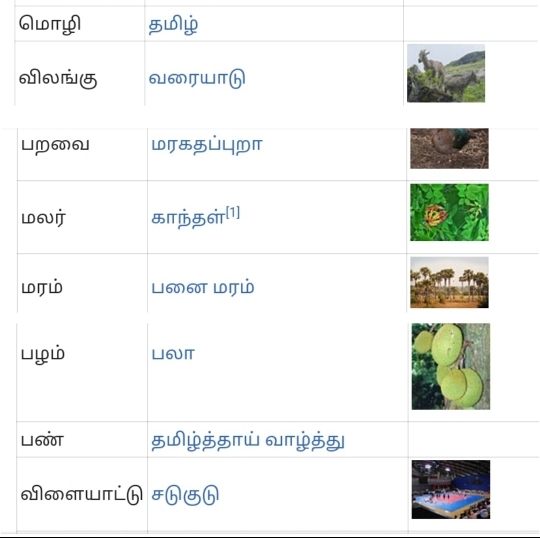 மொழி தமிழ்
விலங்கு வரையாடு
பறவை மரகதப்புறா
மலர் காந்தள்[1]
மரம் பனை மரம்
பழம் பலா
பண் தமிழ்த்தாய் வாழ்த்து
விளையாட்டு சடுகுடு